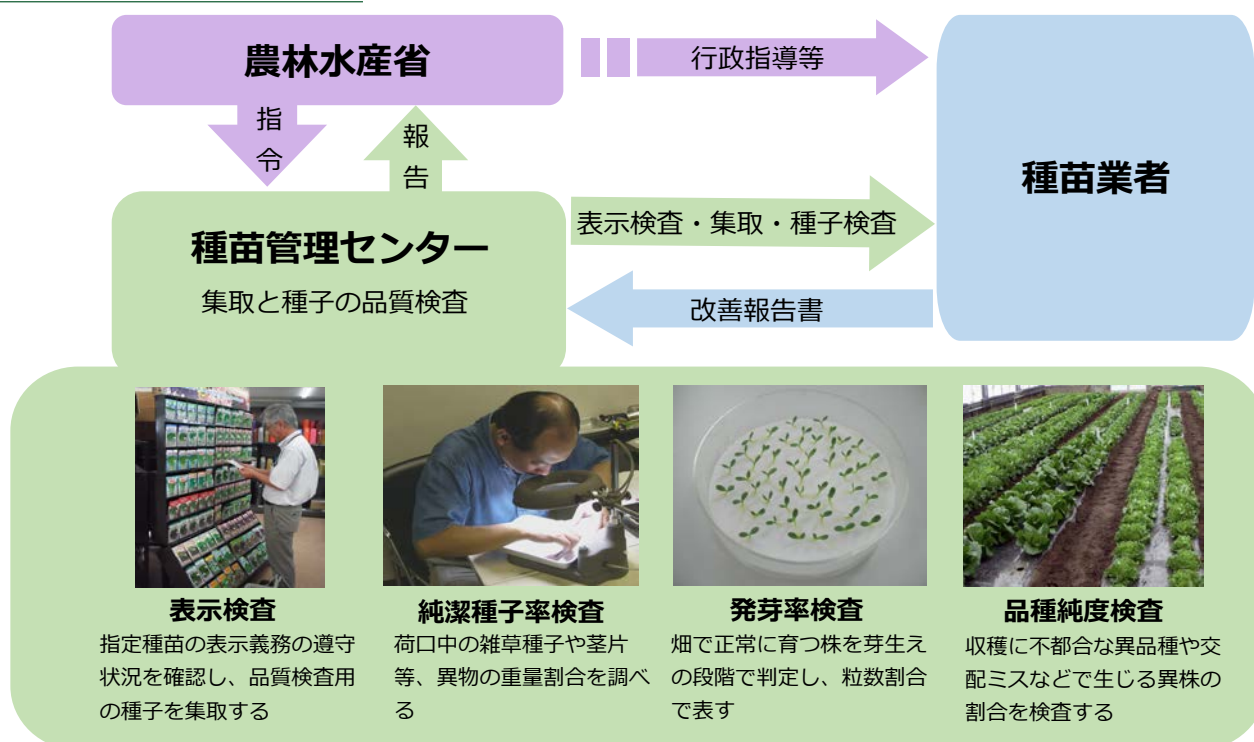 農林水産省
行政指導等
指令
報告
種苗業者
種苗管理センター
集取と種子の品質検査
表示検査・集取・種子検査
改善報告書
表示検査
指定種苗の表示義務の遵守
状況を確認し、品質検査用
の種子を集取する
純潔種子率検査
荷口中の雑草種子や茎片
等、異物の重量割合を調べ
る
発芽率検査
畑で正常に育つ株を芽生え
の段階で判定し、粒数割合
で表す
品種純度検査
収穫に不都合な異品種や交
配ミスなどで生じる異株の
割合を検査する